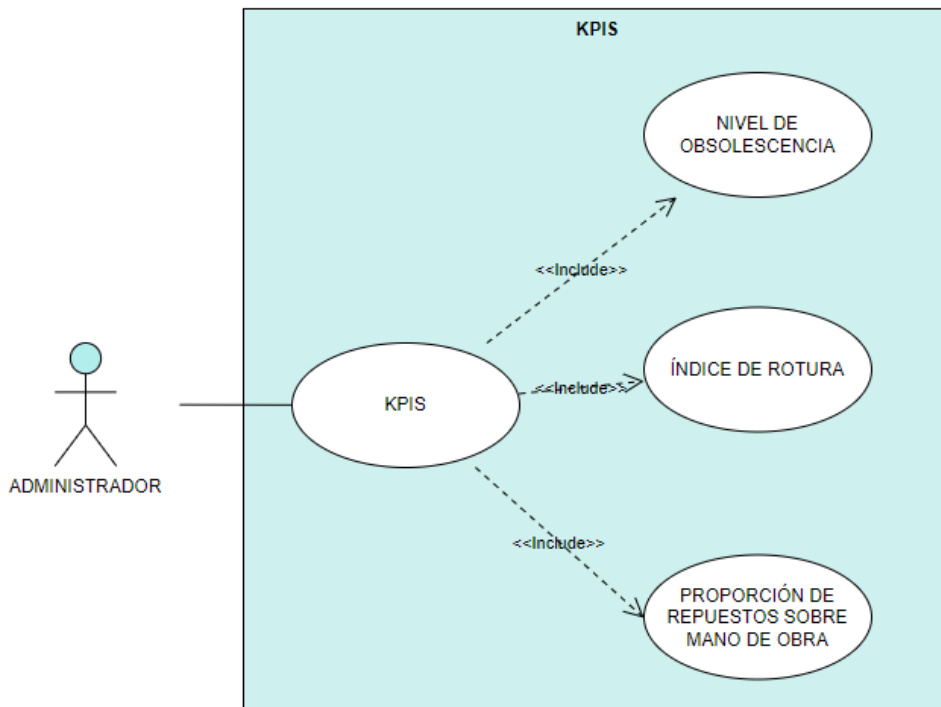 KPIS
NIVEL DE
OBSOLESCENCIA
<<Include>>
ÍNDICE DE ROTURA
<<Include>>
KPIS
ADMINISTRADOR
<<Include>>
PROPORCIÓN DE
REPUESTOS SOBRE
MANO DE OBRA